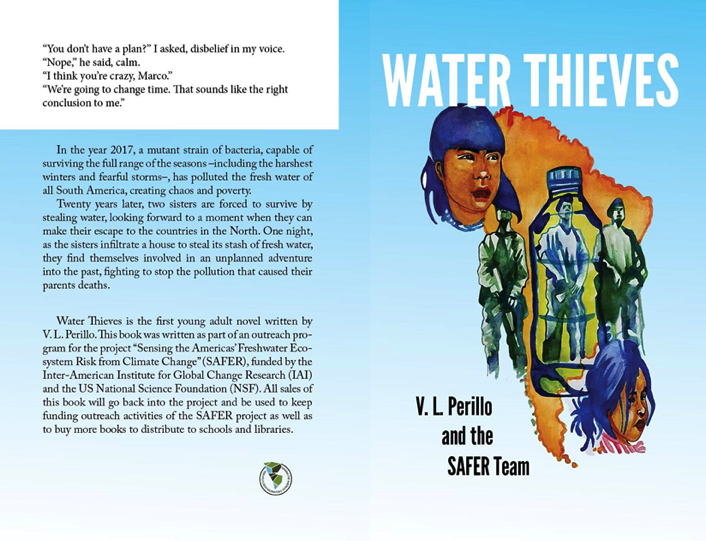 “You don't have a plan?” I asked, disbelief in my voice.
“Nope,” he said, calm.
“I think you're crazy, Marco.”
“We're going to change time. That sounds like the right
conclusion to me.”
In the year 2017, a mutant strain of bacteria, capable of
surviving the full range of the seasons –including the harshest
winters and fearful storms–, has polluted the fresh water of
all South America, creating chaos and poverty.
Twenty years later, two sisters are forced to survive by
stealing water, looking forward to a moment when they can
make their escape to the countries in the North. One night,
as the sisters infiltrate a house to steal its stash of fresh water,
they find themselves involved in an unplanned adventure
into the past, fighting to stop the pollution that caused their
parents deaths.
Water Thieves is the first young adult novel written by
V. L. Perillo. This book was written as part of an outreach pro-
gram for the project “Sensing the Americas’ Freshwater Eco-
system Risk from Climate Change” (SAFER), funded by the
Inter-American Institute for Global Change Research (IAI)
and the US National Science Foundation (NSF). All sales of
this book will go back into the project and be used to keep
funding outreach activities of the SAFER project as well as
to buy more books to distribute to schools and libraries.
WATER THIEVES
V. L. Perillo
and the
SAFER Team